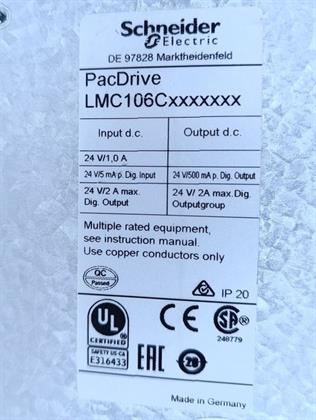 Schneider
Electric
DE 97828 Marktheidenfeld
PacDrive
LMC106Cxxxxxxx
Input d.c. Output d.c.
24 V/1,0 A
24 V/5 mA p. Dig. Input 24 V/500 mA p. Dig. Output
24 V/2 A max. 24 V/ 2A max. Dig.
Dig. Output Outputgroup
Multiple rated equipment,
see instruction manual.
Use copper conductors only
QC
Passed
IP 20
UL
CERTIFIED
SAFETY US-CA
E316433
CE
SA
240779
EAC
20
Made in Germany